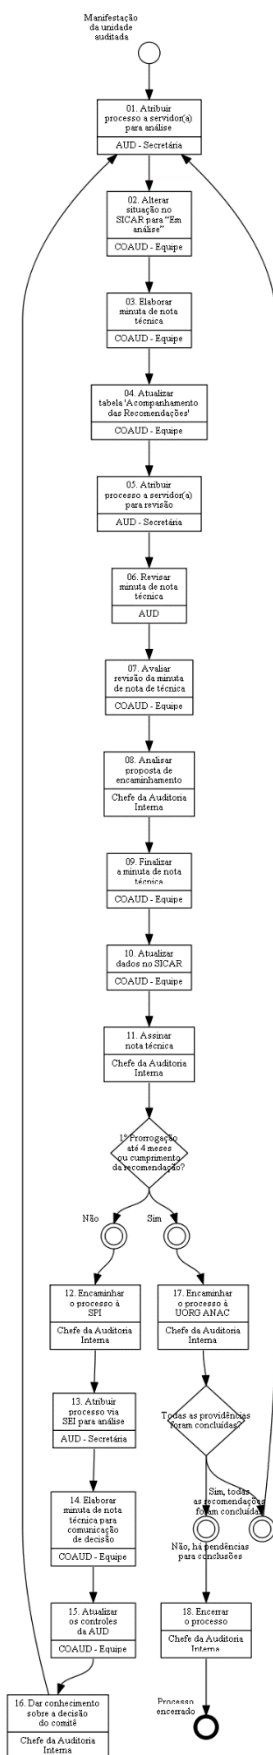 Manifestação
da unidade
auditada
01. Atribuir
processo a servidor(a)
para análise
AUD - Secretária
02. Alterar
situação no
SICAR para "Em
análise"
COAUD - Equipe
03. Elaborar
minuta de nota
técnica
COAUD - Equipe
04. Atualizar
tabela 'Acompanhamento
das Recomendações'
COAUD - Equipe
05. Atribuir
processo a servidor(a)
para revisão
AUD - Secretária
06. Revisar
minuta de nota
técnica
AUD
07. Avaliar
revisão da minuta
de nota de técnica
COAUD - Equipe
08. Analisar
proposta de
encaminhamento
Chefe da Auditoria
Interna
09. Finalizar
a minuta de nota
técnica
COAUD - Equipe
10. Atualizar
dados no SICAR
COAUD - Equipe
11. Assinar
nota técnica
Chefe da Auditoria
Interna
1ª Prorrogação
até 4 meses
ou cumprimento
da recomendação?
Não
Sim
12. Encaminhar
o processo à
SPI
Chefe da Auditoria
Interna
17. Encaminhar
o processo à
UORG ANAC
Chefe da Auditoria
Interna
13. Atribuir
processo via
SEI para análise
AUD - Secretária
Todas as providências
foram concluídas?
14. Elaborar
minuta de nota
técnica para
comunicação
de decisão
COAUD - Equipe
Sim, todas
as recomendações
foram concluídas
Não, há pendências
para conclusões
15. Atualizar
os controles
da AUD
COAUD - Equipe
18. Encerrar
o processo
Chefe da Auditoria
Interna
16. Dar conhecimento
sobre a decisão
do comitê
Chefe da Auditoria
Interna
Processo
encerrado